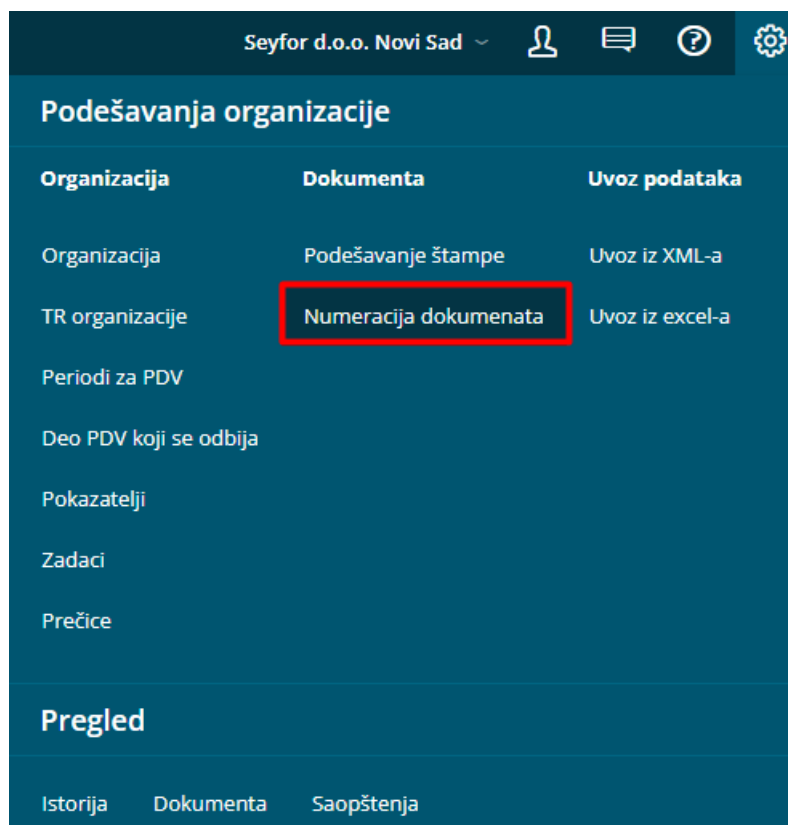 Seyfor d.o.o. Novi Sad
Podešavanja organizacije
Organizacija Dokumenta Uvoz podataka
Organizacija Podešavanje štampe Uvoz iz XML-a
TR organizacije Numeracija dokumenata Uvoz iz excel-a
Periodi za PDV
Deo PDV koji se odbija
Pokazatelji
Zadaci
Prečice
Pregled
Istorija Dokumenta Saopštenja